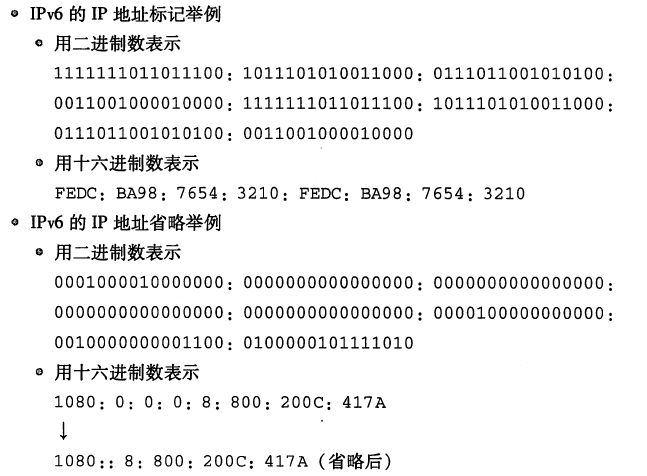 • IPv6 的 IP 地址标记举例
• 用二进制数表示
1111111011011100: 1011101010011000: 0111011001010100:
0011001000010000: 1111111011011100: 1011101010011000:
0111011001010100: 0011001000010000
• 用十六进制数表示
FEDC: BA98: 7654: 3210: FEDC: BA98: 7654: 3210
• IPv6 的 IP 地址省略举例
• 用二进制数表示
0001000010000000: 0000000000000000: 0000000000000000:
0000000000000000: 0000000000000000: 0000100000000000:
0010000000001100: 0100000101111010
• 用十六进制数表示
1080: 0: 0: 0: 8: 800: 200C: 417A
↓
1080:: 8: 800: 200C: 417A (省略后)